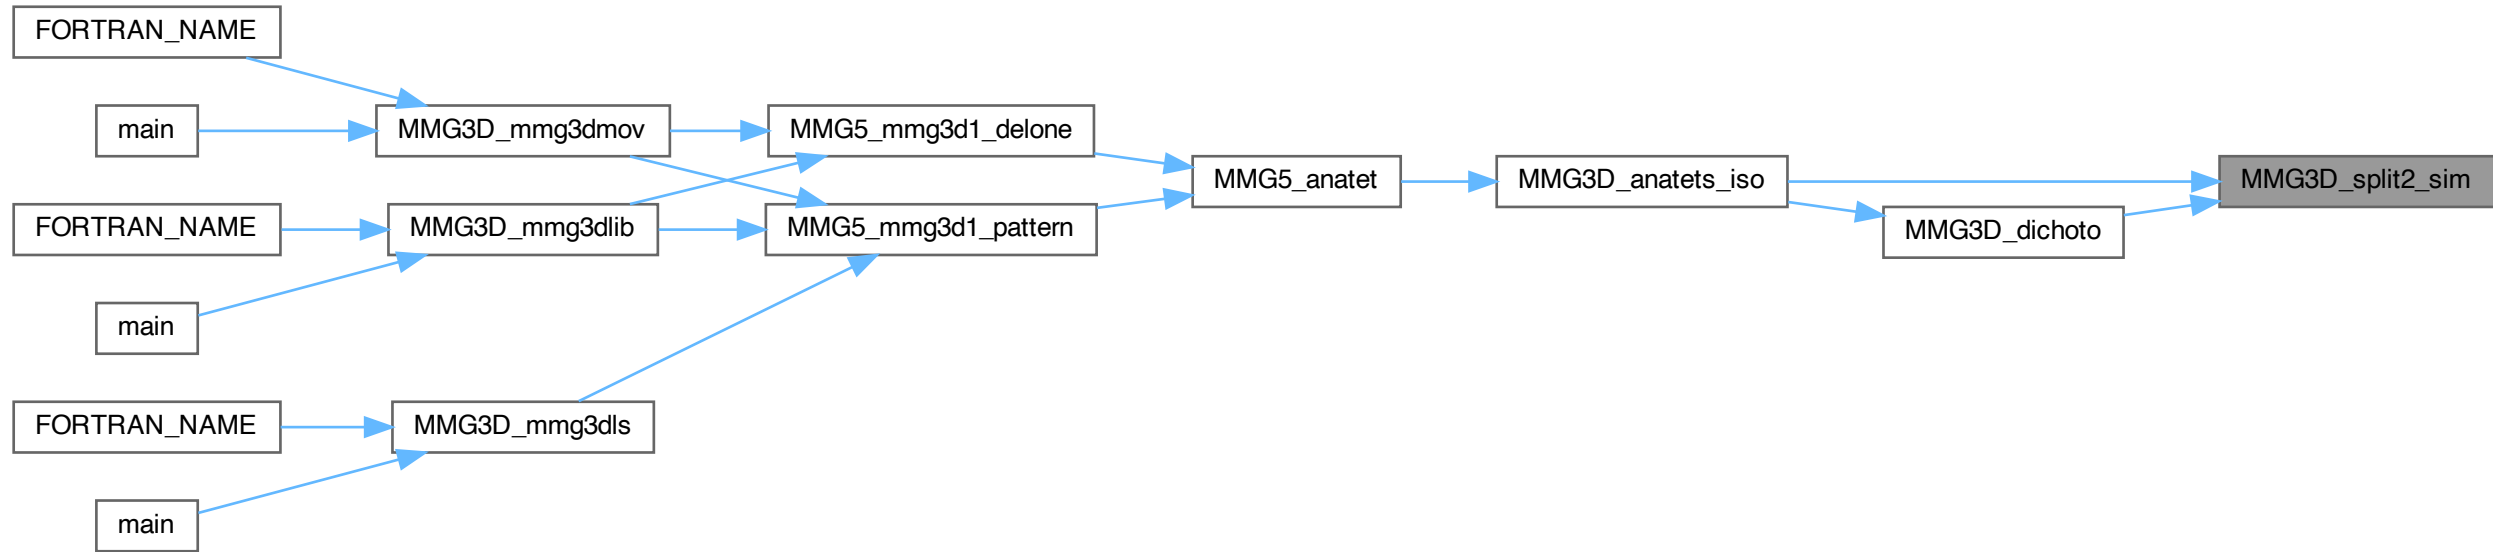 FORTRAN_NAME
main
MMG3D_mmg3dmov
MMG5_mmg3d1_delone
MMG5_anatet
MMG3D_anatets_iso
MMG3D_split2_sim
FORTRAN_NAME
MMG3D_mmg3dlib
MMG5_mmg3d1_pattern
MMG3D_dichoto
main
FORTRAN_NAME
MMG3D_mmg3dls
main